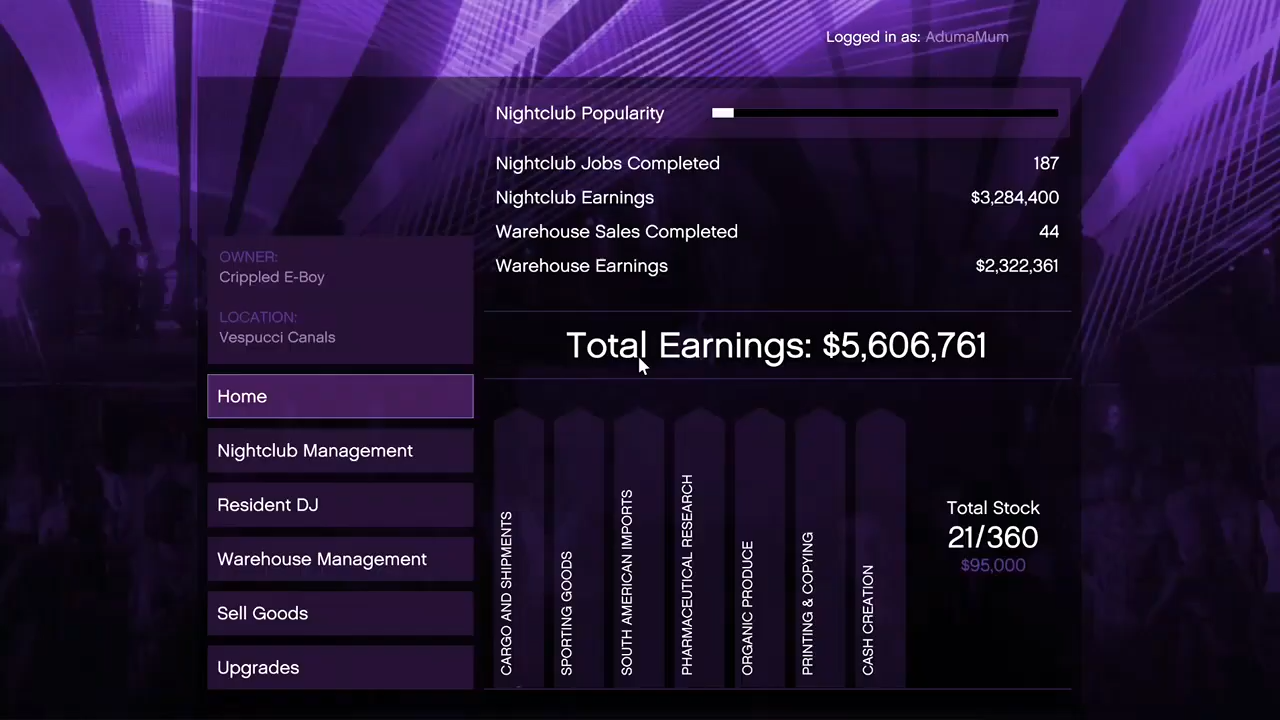 Logged in as: AdumaMum
Nightclub Popularity
Nightclub Jobs Completed 187
Nightclub Earnings $3,284,400
Warehouse Sales Completed 44
Warehouse Earnings $2,322,361
OWNER:
Crippled E-Boy
LOCATION:
Vespucci Canals
Total Earnings: $5,606,761
Home
Nightclub Management
Resident DJ
Warehouse Management
Sell Goods
Upgrades
CARGO AND SHIPMENTS
SPORTING GOODS
SOUTH AMERICAN IMPORTS
PHARMACEUTICAL RESEARCH
ORGANIC PRODUCE
PRINTING & COPYING
CASH CREATION
Total Stock
21/360
$95,000